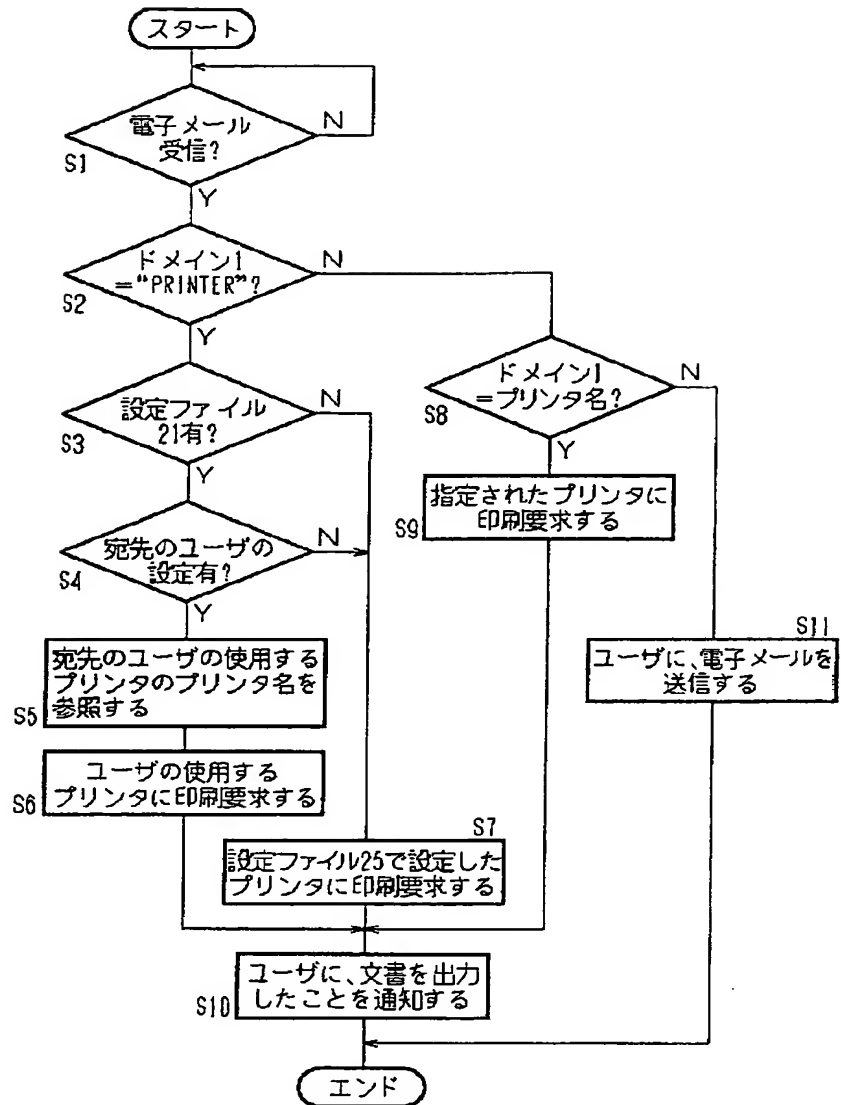 スタート
電子メール
受信?
N
S1
Y
ドメイン1
="PRINTER"?
N
S2
Y
設定ファイル
21有?
N
S3
Y
宛先のユーザの
設定有?
N
S4
Y
宛先のユーザの使用する
プリンタのプリンタ名を
参照する
S5
ユーザの使用する
プリンタに印刷要求する
S6
S7
設定ファイル25で設定した
プリンタに印刷要求する
ドメイン1
=プリンタ名?
N
S8
Y
指定されたプリンタに
印刷要求する
S9
S11
ユーザに、電子メールを
送信する
ユーザに、文書を出力
したことを通知する
S10
エンド